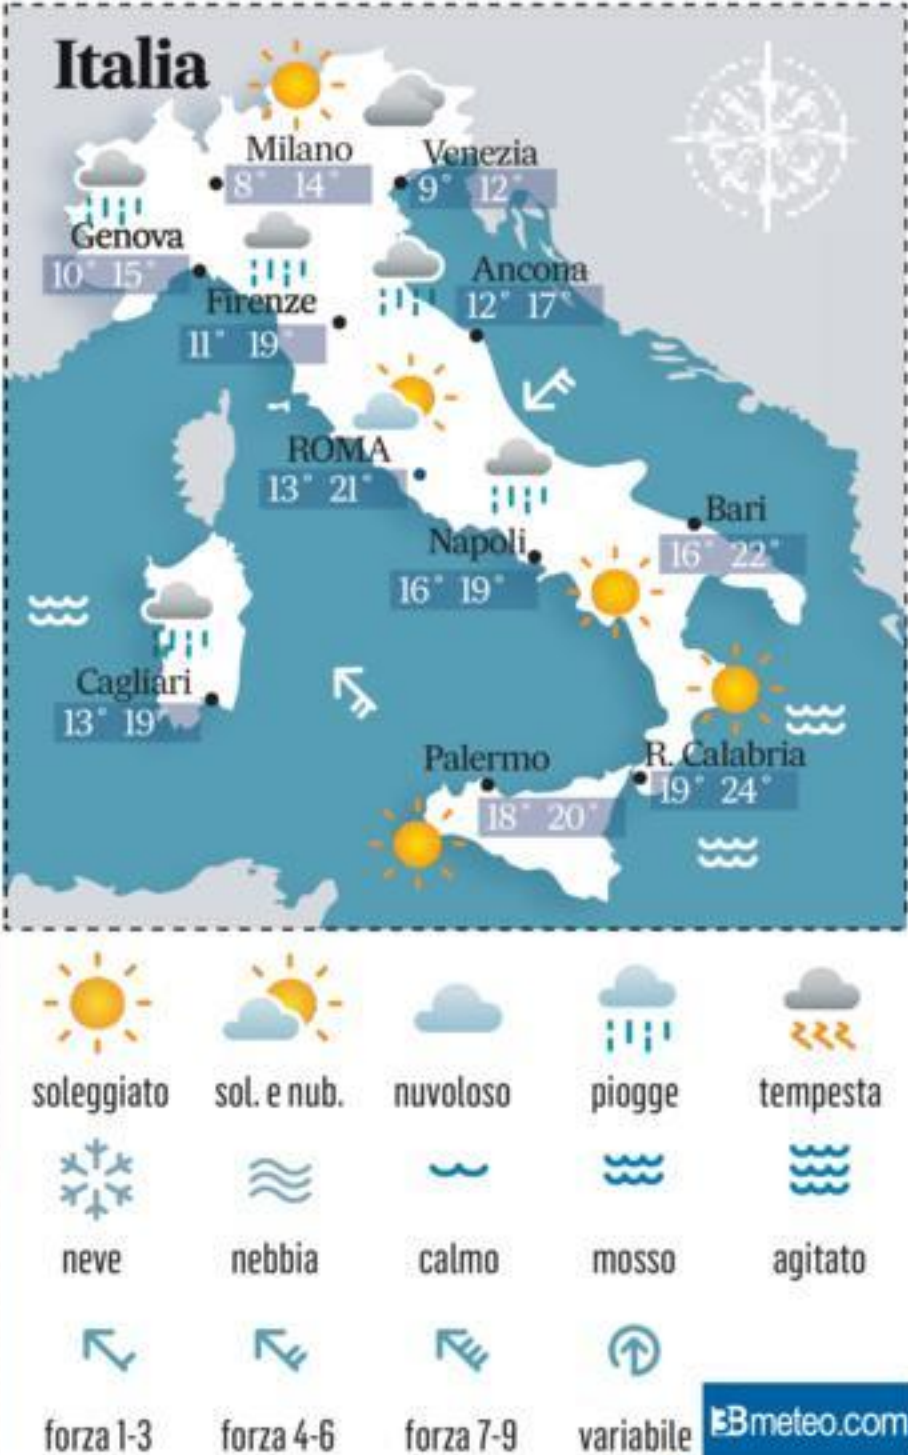 Italia
Milano
8° 14°
Venezia
9° 12°
Genova
10° 15°
Firenze
11° 19°
Ancona
12° 17°
ROMA
13° 21°
Bari
16° 22°
Napoli
16° 19°
Cagliari
13° 19°
Palermo
18° 20°
R. Calabria
19° 24°
soleggiato
sol. e nub.
nuvoloso
piogge
tempesta
neve
nebbia
calmo
mosso
agitato
forza 1-3
forza 4-6
forza 7-9
variabile
3Bmeteo.com